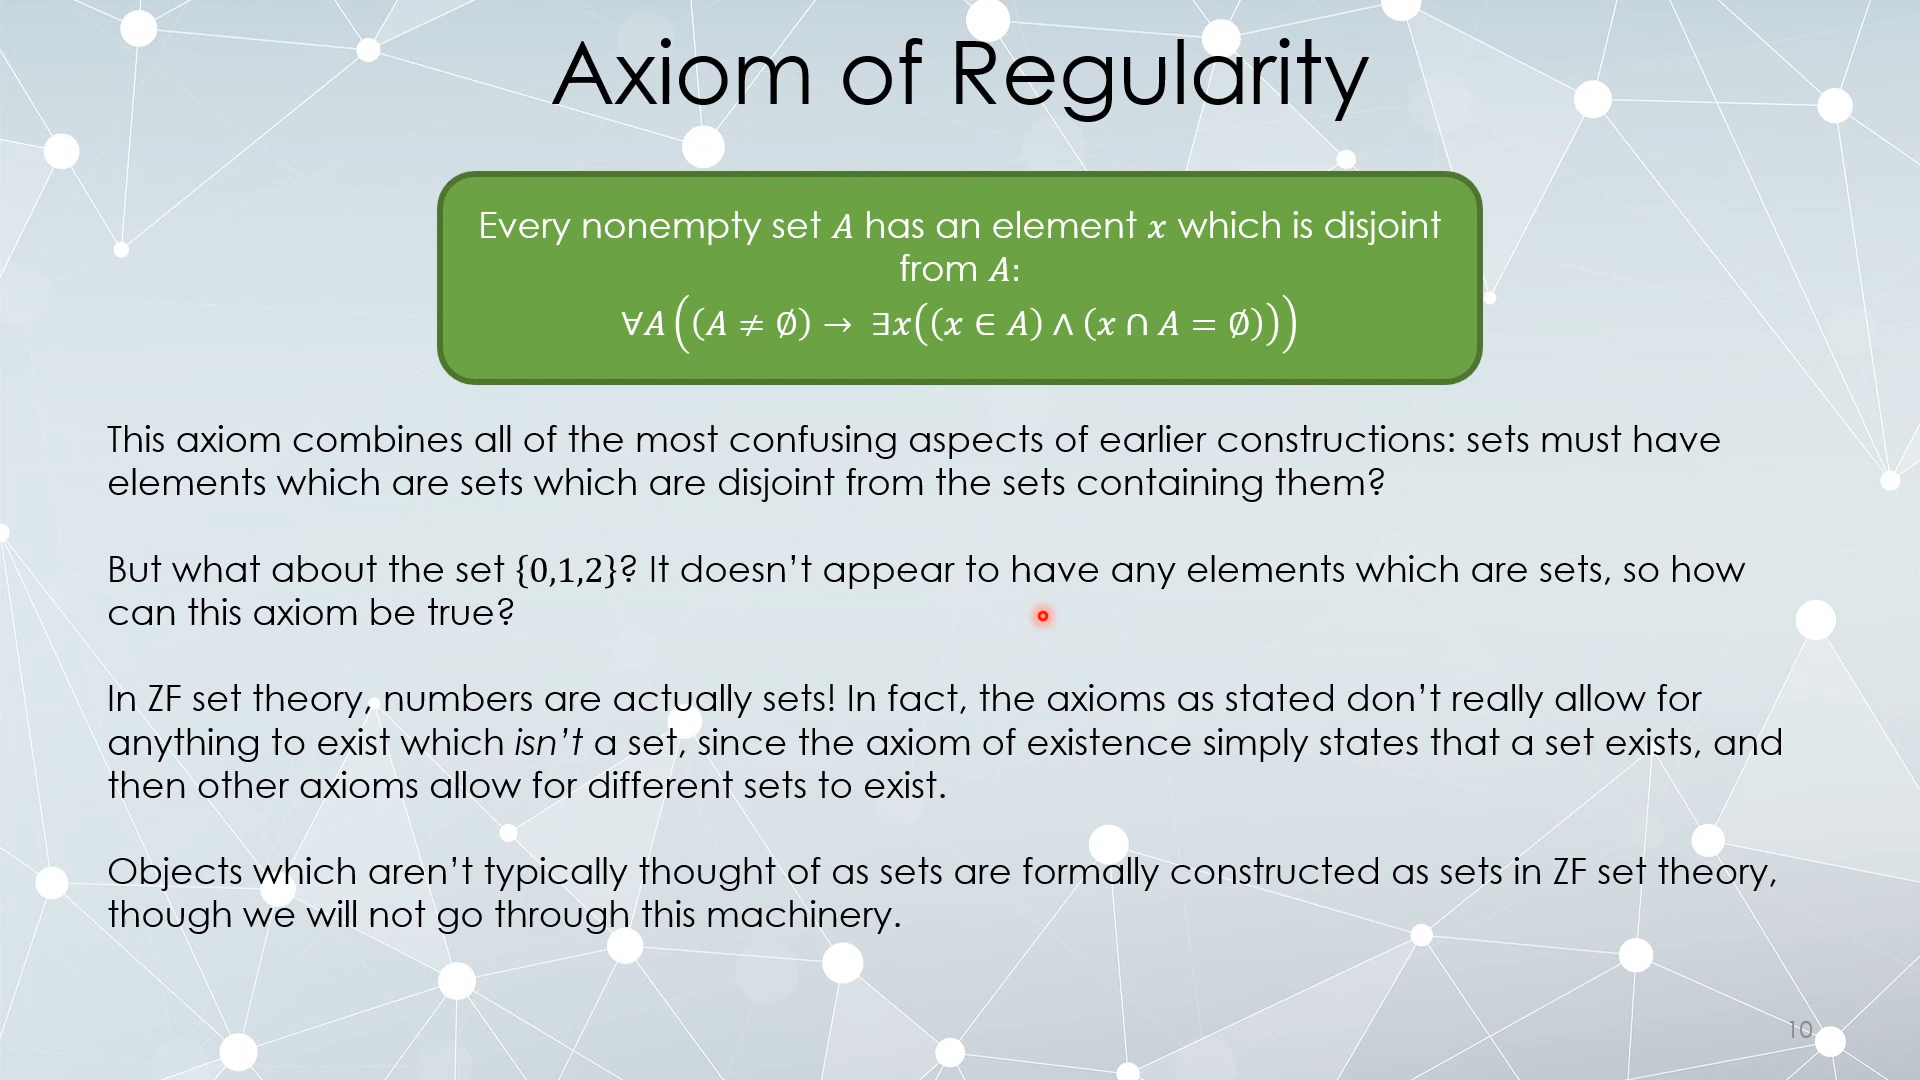 Axiom of Regularity
Every nonempty set A has an element x which is disjoint
from A:
∀A((A ≠ ∅) → ∃x((x ∈ A) ∧ (x ∩ A = ∅)))
This axiom combines all of the most confusing aspects of earlier constructions: sets must have
elements which are sets which are disjoint from the sets containing them?
But what about the set {0,1,2}? It doesn’t appear to have any elements which are sets, so how
can this axiom be true?
In ZF set theory, numbers are actually sets! In fact, the axioms as stated don’t really allow for
anything to exist which isn’t a set, since the axiom of existence simply states that a set exists, and
then other axioms allow for different sets to exist.
Objects which aren’t typically thought of as sets are formally constructed as sets in ZF set theory,
though we will not go through this machinery.
10